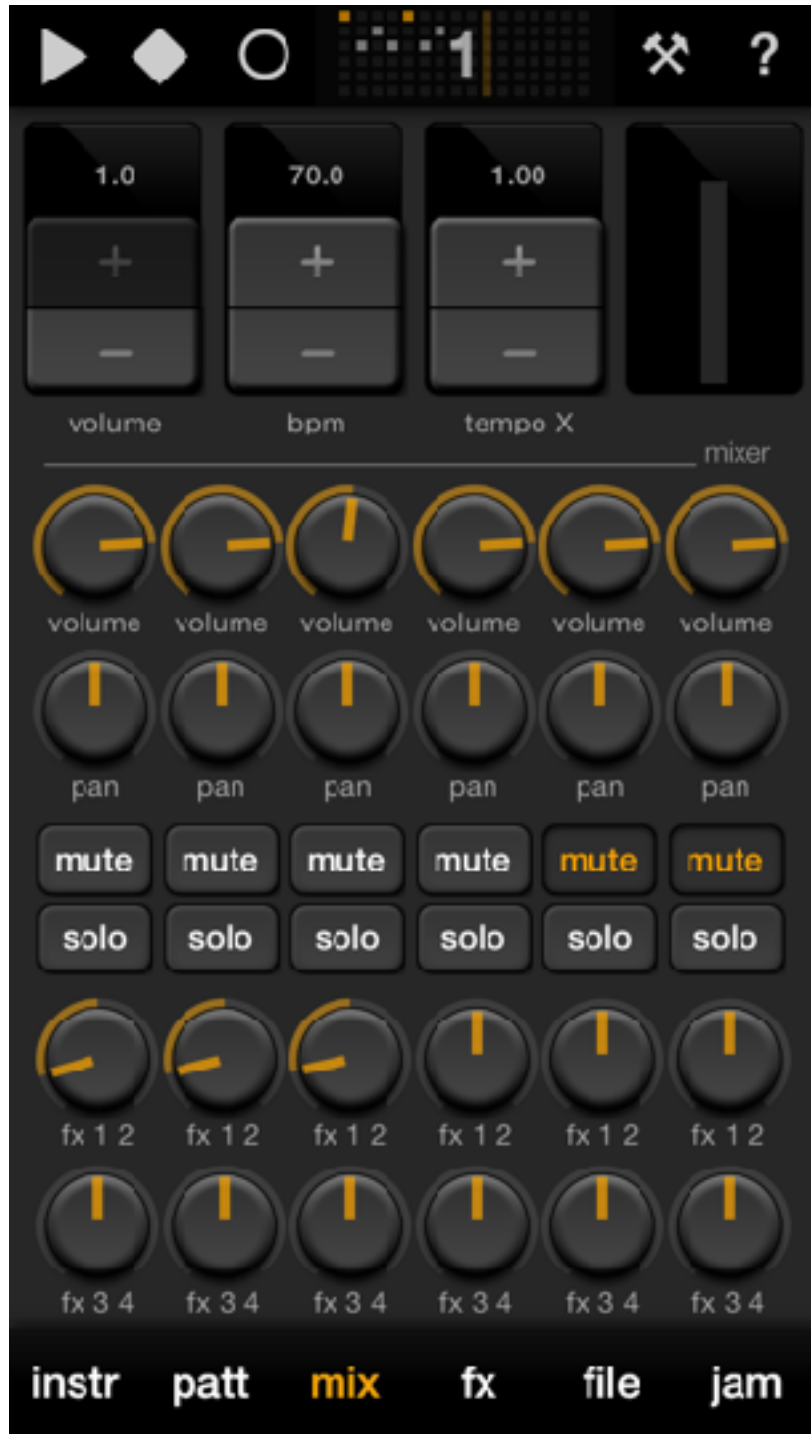 1 ?
1.0 70.0 1.00
+ + +
− − −
volume bpm tempo X
mixer
volume volume volume volume volume volume
pan pan pan pan pan pan
mute mute mute mute mute mute
solo solo solo solo solo solo
fx 1 2 fx 1 2 fx 1 2 fx 1 2 fx 1 2 fx 1 2
fx 3 4 fx 3 4 fx 3 4 fx 3 4 fx 3 4 fx 3 4
instr patt mix fx file jam